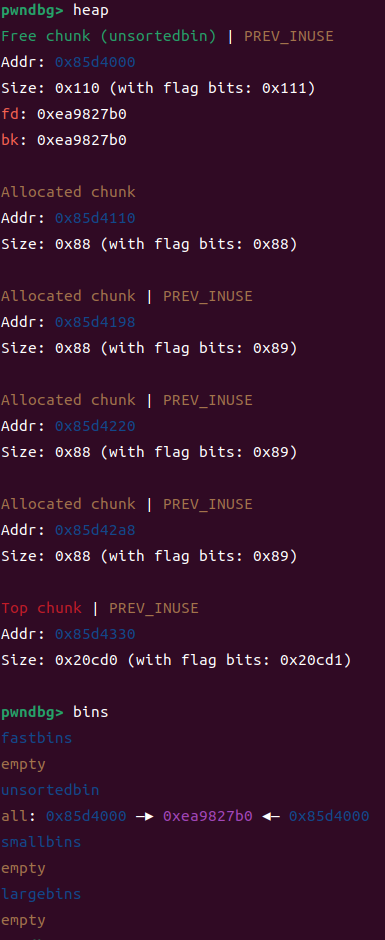 pwndbg> heap
Free chunk (unsortedbin) | PREV_INUSE
Addr: 0x85d4000
Size: 0x110 (with flag bits: 0x111)
fd: 0xea9827b0
bk: 0xea9827b0
Allocated chunk
Addr: 0x85d4110
Size: 0x88 (with flag bits: 0x88)
Allocated chunk | PREV_INUSE
Addr: 0x85d4198
Size: 0x88 (with flag bits: 0x89)
Allocated chunk | PREV_INUSE
Addr: 0x85d4220
Size: 0x88 (with flag bits: 0x89)
Allocated chunk | PREV_INUSE
Addr: 0x85d42a8
Size: 0x88 (with flag bits: 0x89)
Top chunk | PREV_INUSE
Addr: 0x85d4330
Size: 0x20cd0 (with flag bits: 0x20cd1)
pwndbg> bins
fastbins
empty
unsortedbin
all: 0x85d4000 —▸ 0xea9827b0 ◂— 0x85d4000
smallbins
empty
largebins
empty